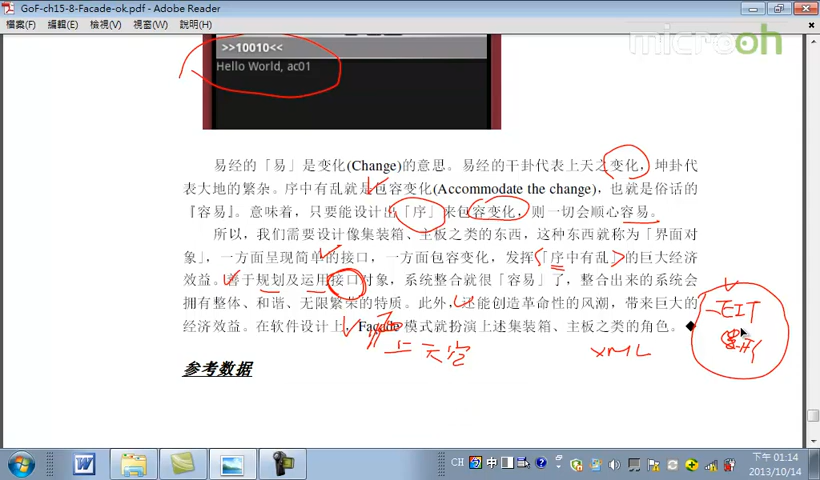 GoF-ch15-8-Facade-ok.pdf - Adobe Reader
檔案(F) 編輯(E) 檢視(V) 視窗(W) 說明(H)
microoh
>>10010<<
Hello World, ac01
易经的「易」是变化(Change)的意思。易经的干卦代表上天之变化，坤卦代
表大地的繁杂。序中有乱就是包容变化(Accommodate the change)，也就是俗话的
『容易』。意味着，只要能设计出「序」来包容变化，则一切会顺心容易。
所以，我们需要设计像集装箱、主板之类的东西，这种东西就称为「界面对
象」，一方面呈现简单的接口，一方面包容变化，发挥「序中有乱」的巨大经济
效益。善于规划及运用接口对象，系统整合就很「容易」了，整合出来的系统会
拥有整体、和谐、无限繁荣的特质。此外，还能创造革命性的风潮，带来巨大的
经济效益。在软件设计上，Facade 模式就扮演上述集装箱、主板之类的角色。◆
EIT
XML
参考数据
CH
下午 01:14
2013/10/14